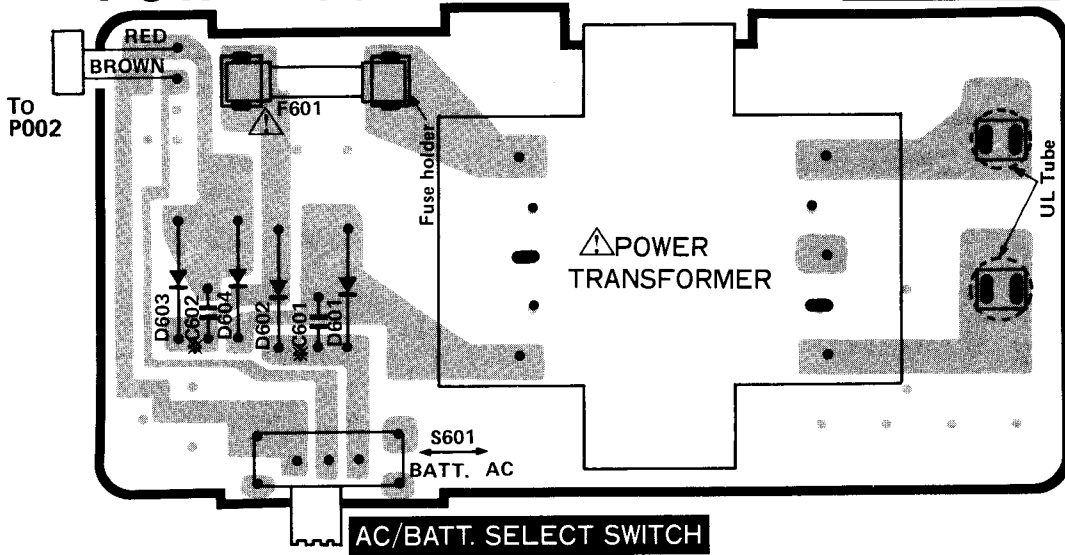 RED
BROWN
To
P002
F601
Fuse holder
UL Tube
POWER
TRANSFORMER
D603
C602
D604
D602
C601
D601
S601
BATT. AC
AC/BATT. SELECT SWITCH